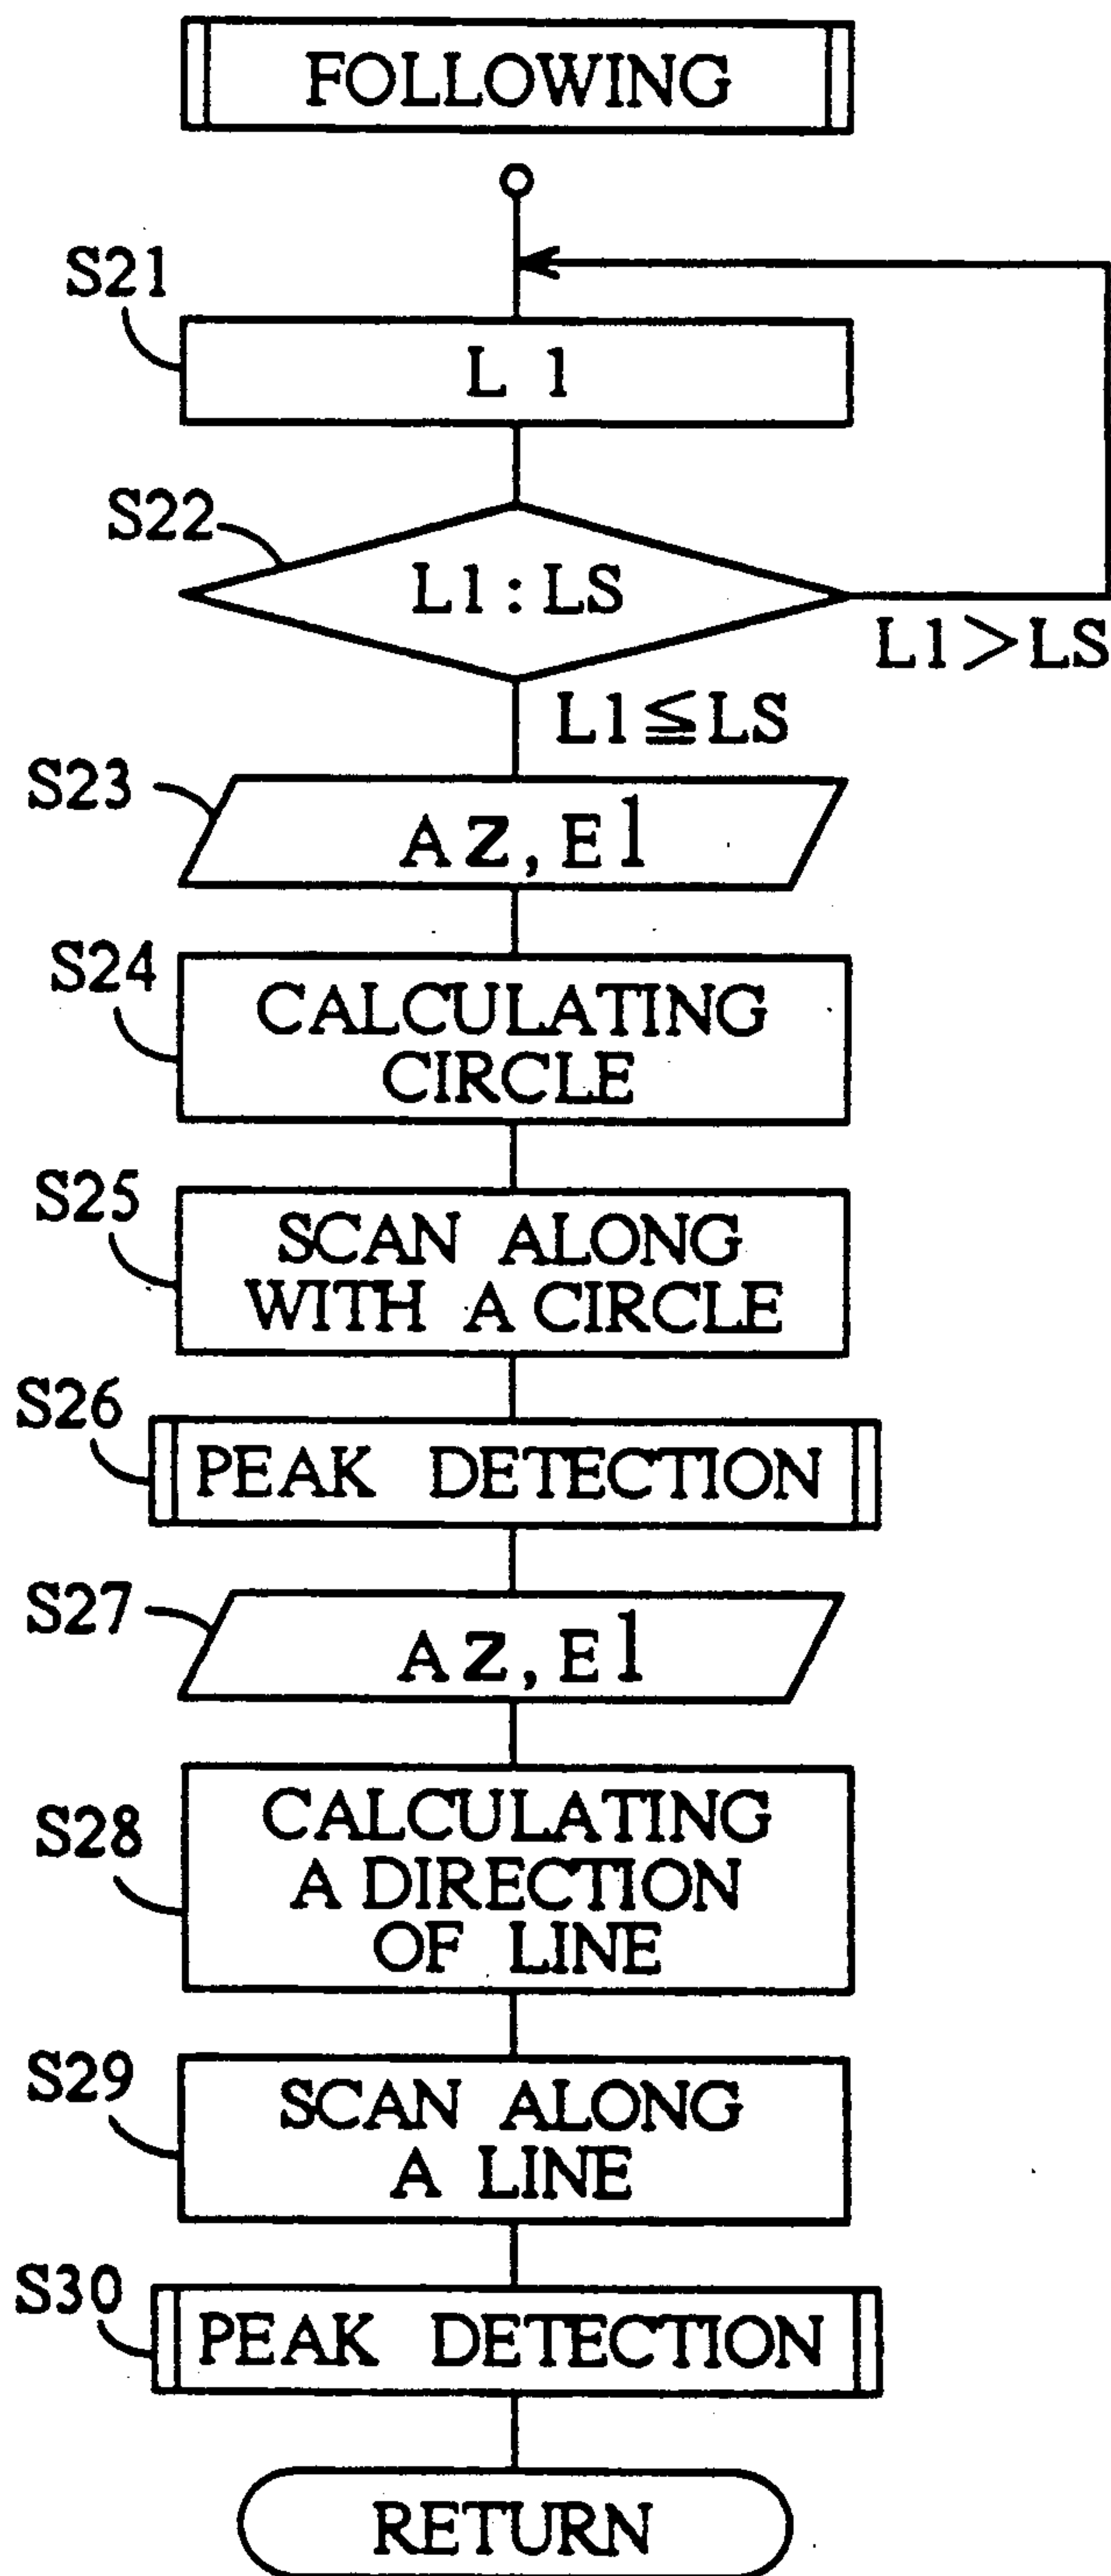 FOLLOWING
S21
L 1
S22
L1 : LS
L1>LS
L1≦LS
S23
Az, El
S24
CALCULATING
CIRCLE
S25
SCAN ALONG
WITH A CIRCLE
S26
PEAK DETECTION
S27
Az, El
S28
CALCULATING
A DIRECTION
OF LINE
S29
SCAN ALONG
A LINE
S30
PEAK DETECTION
RETURN